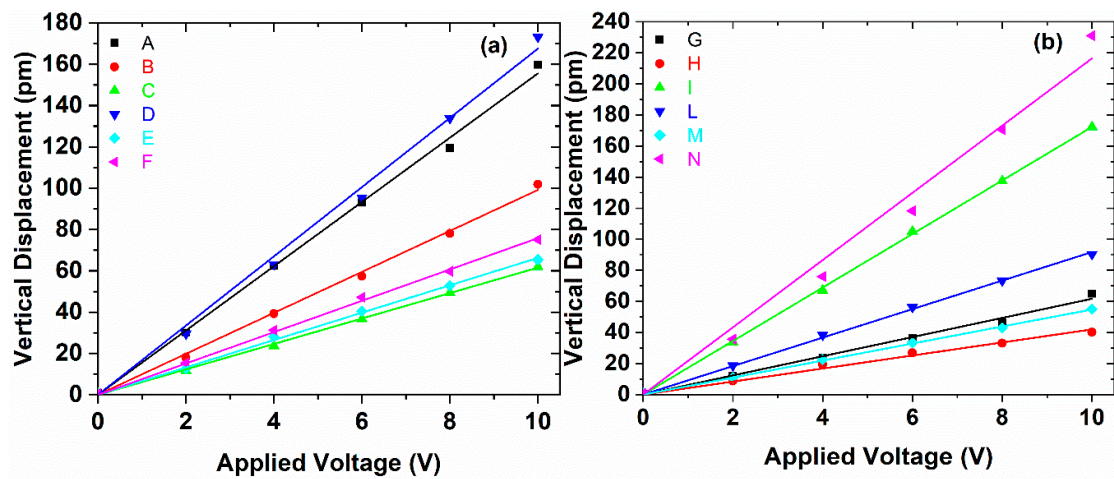 180
160
140
120
100
80
60
40
20
0
Vertical Displacement (pm)
A
B
C
D
E
F
(a)
0 2 4 6 8 10
Applied Voltage (V)
240
220
200
180
160
140
120
100
80
60
40
20
0
Vertical Displacement (pm)
G
H
I
L
M
N
(b)
0 2 4 6 8 10
Applied Voltage (V)